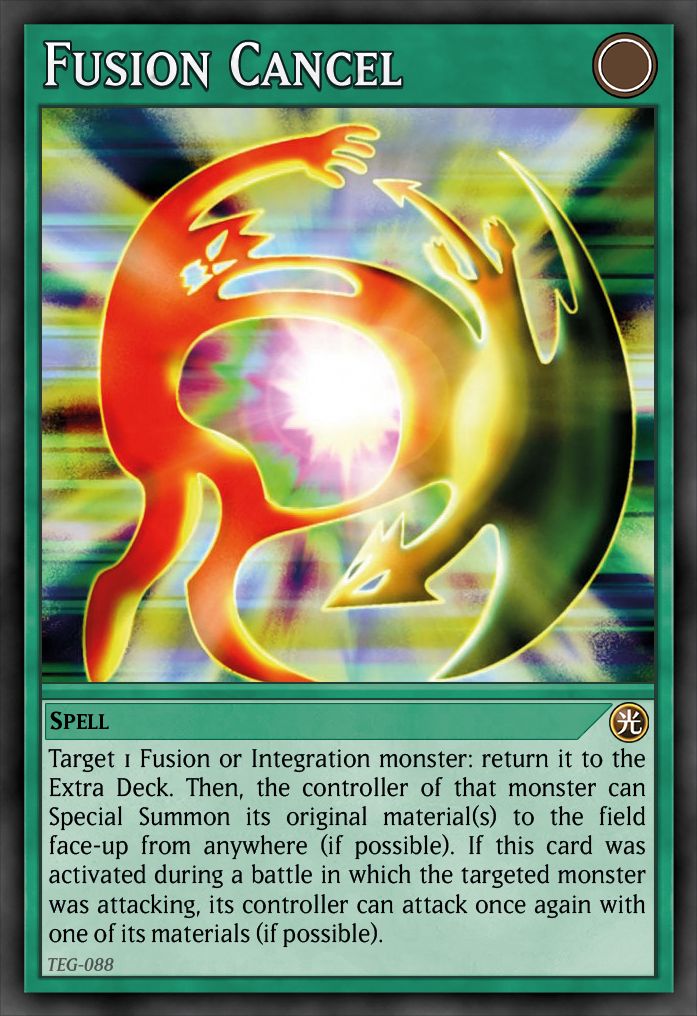 Fusion Cancel
Spell
光
Target 1 Fusion or Integration monster: return it to the
Extra Deck. Then, the controller of that monster can
Special Summon its original material(s) to the field
face-up from anywhere (if possible). If this card was
activated during a battle in which the targeted monster
was attacking, its controller can attack once again with
one of its materials (if possible).
TEG-088